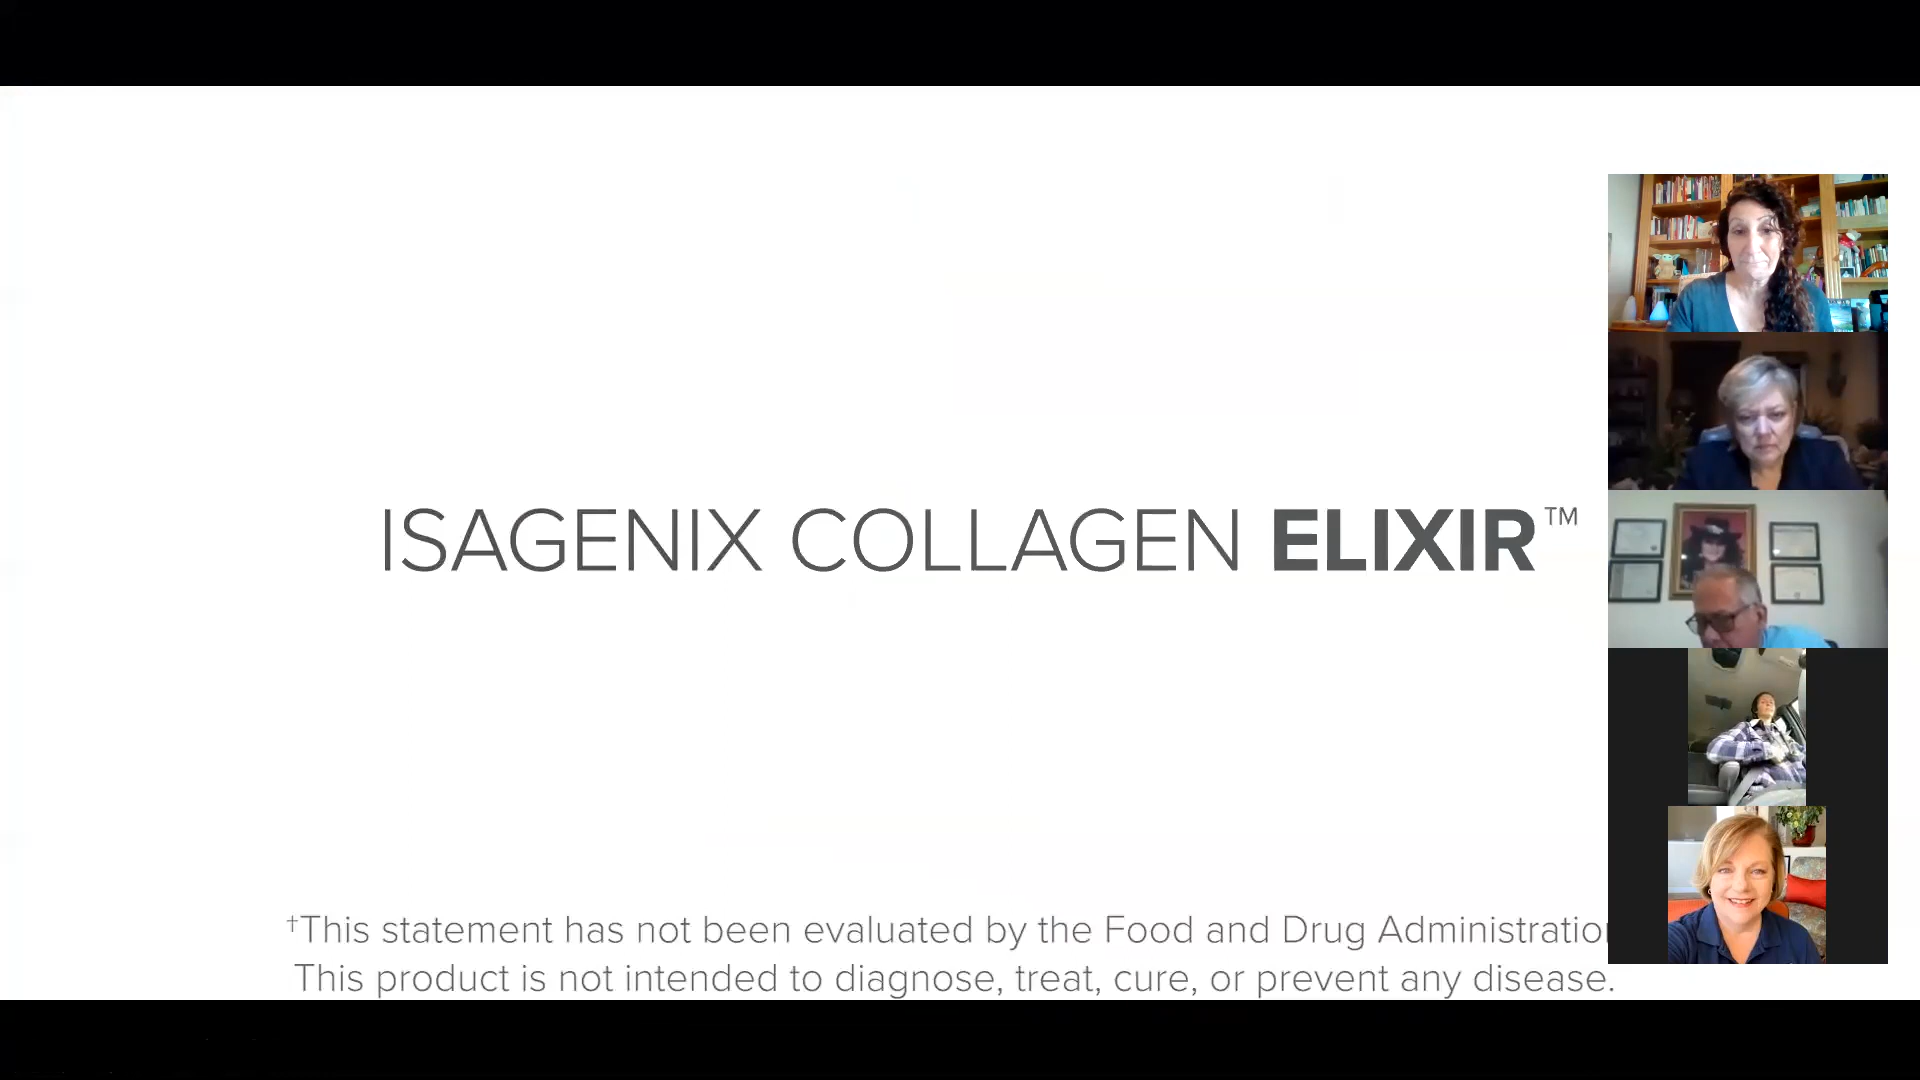 ISAGENIX COLLAGEN ELIXIR™
†This statement has not been evaluated by the Food and Drug Administratio
This product is not intended to diagnose, treat, cure, or prevent any disease.